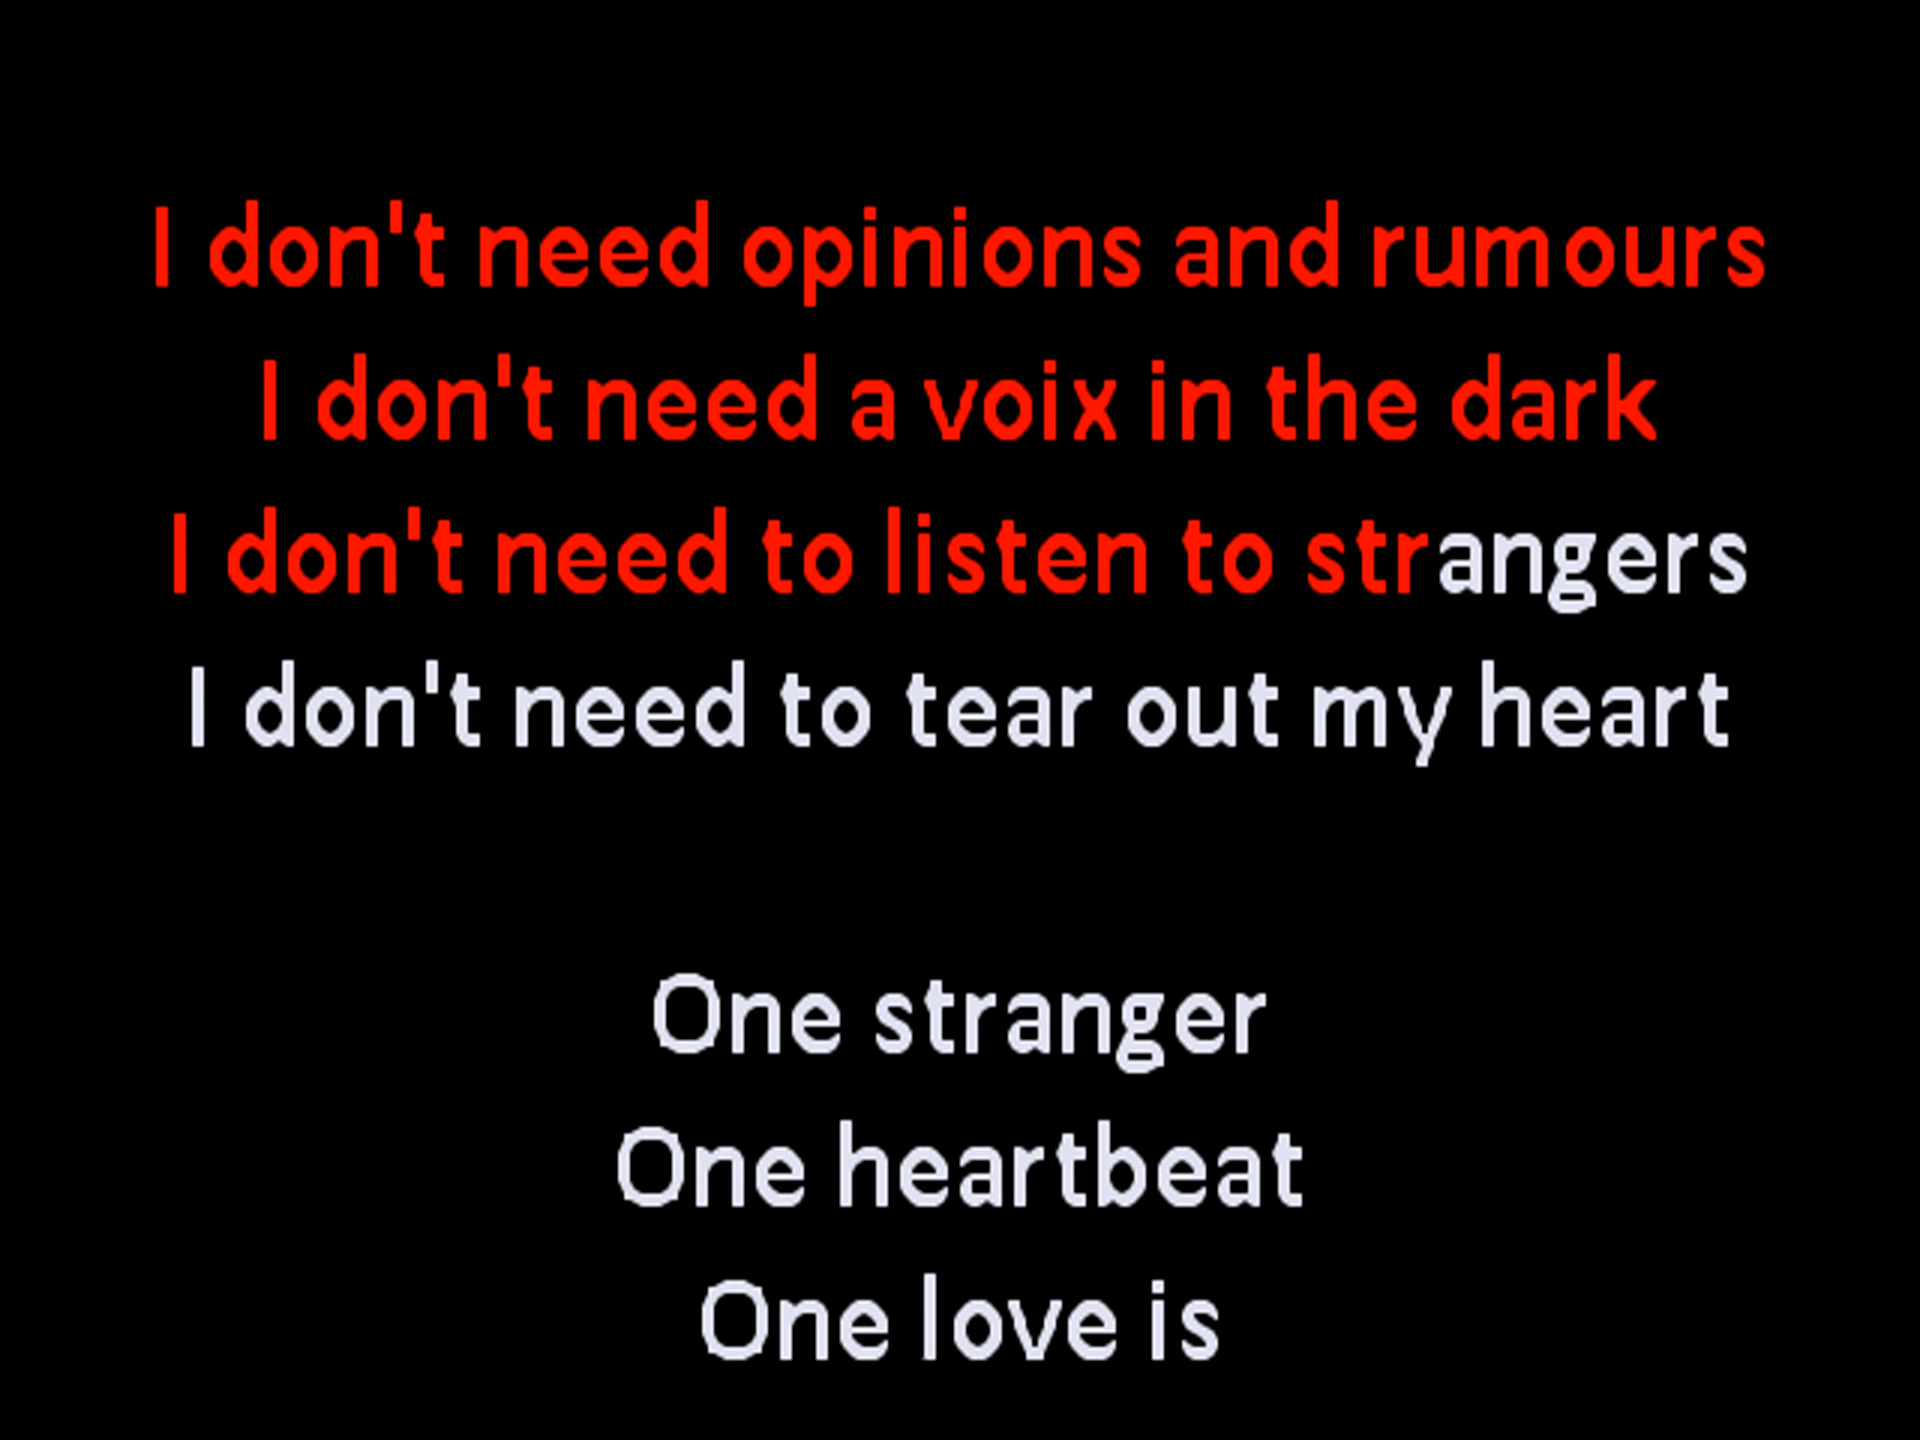 I don't need opinions and rumours
I don't need a voix in the dark
I don't need to listen to strangers
I don't need to tear out my heart
One stranger
One heartbeat
One love is